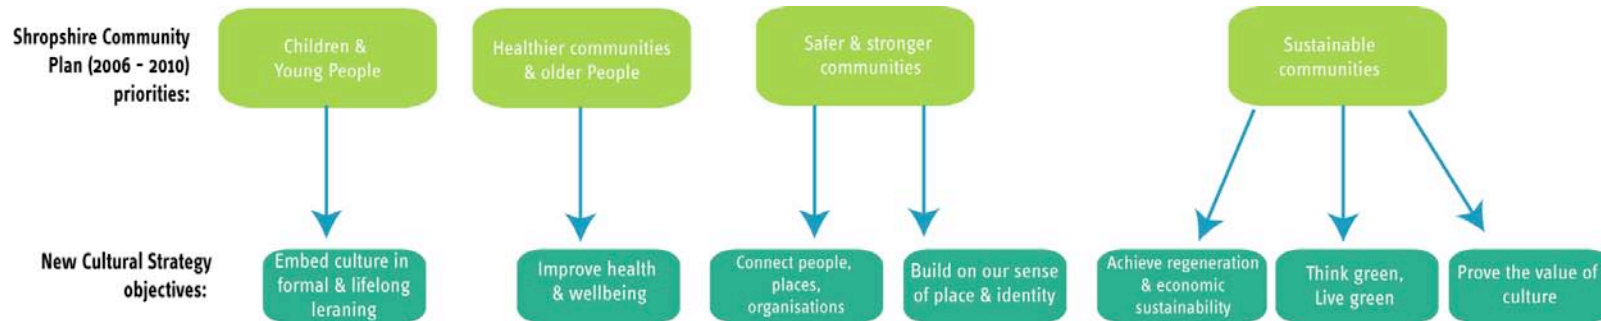 Shropshire Community
Plan (2006 - 2010)
priorities:
Children &
Young People
Healthier communities
& older People
Safer & stronger
communities
Sustainable
communities
New Cultural Strategy
objectives:
Embed culture in
formal & lifelong
leraning
Improve health
& wellbeing
Connect people,
places,
organisations
Build on our sense
of place & identity
Achieve regeneration
& economic
sustainability
Think green,
Live green
Prove the value of
culture